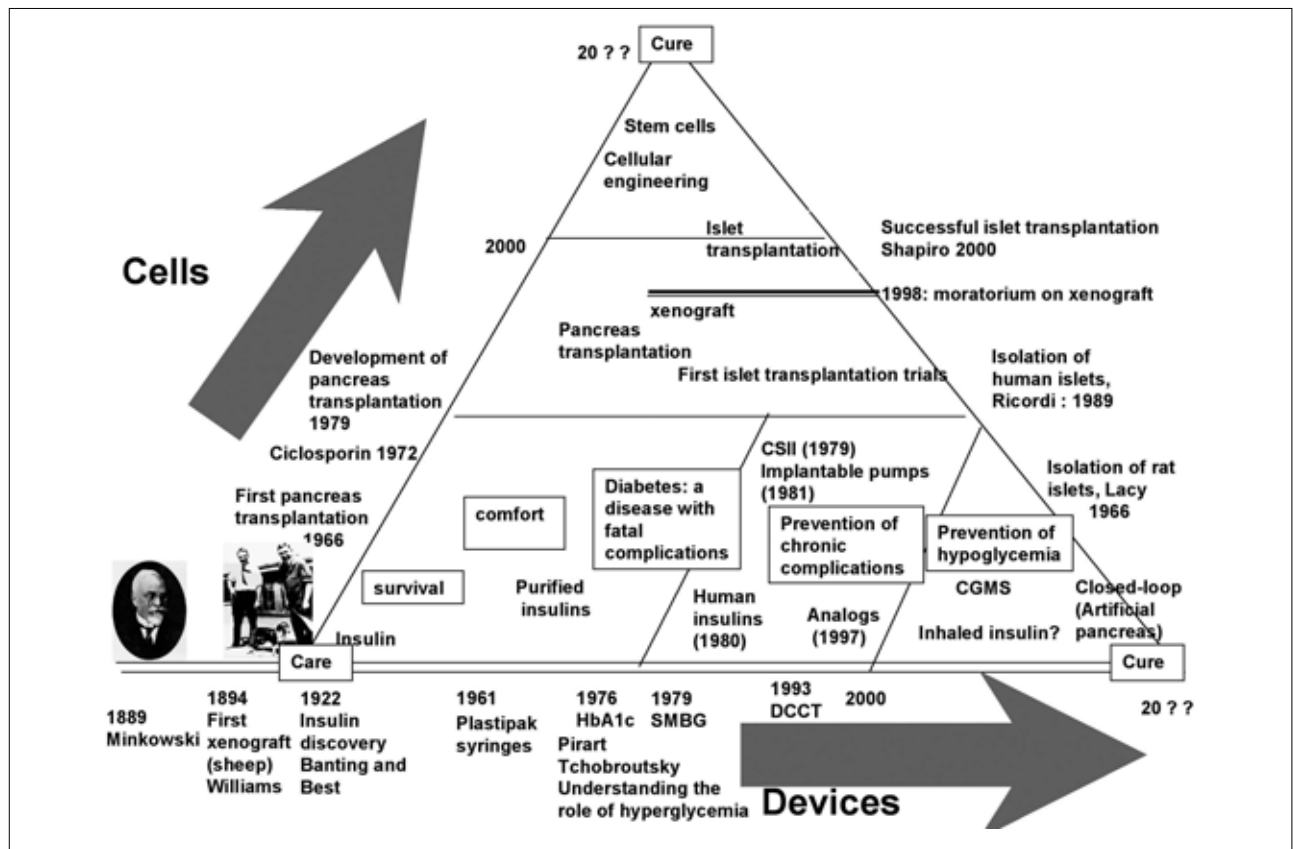 Cure
20 ? ?
Stem cells
Cellular
engineering
2000
Islet
transplantation
Successful islet transplantation
Shapiro 2000
Cells
1998: moratorium on xenograft
xenograft
Pancreas
transplantation
First islet transplantation trials
Development of
pancreas
transplantation
1979
Isolation of
human islets,
Ricordi : 1989
Ciclosporin 1972
CSII (1979)
Implantable pumps
(1981)
Isolation of rat
islets, Lacy
1966
First pancreas
transplantation
1966
comfort
Diabetes: a
disease with
fatal
complications
Prevention of
chronic
complications
Prevention of
hypoglycemia
survival
Purified
insulins
Human
insulins
(1980)
Analogs
(1997)
CGMS
Inhaled insulin?
Closed-loop
(Artificial
pancreas)
Insulin
Care
Cure
1889
Minkowski
1894
First
xenograft
(sheep)
Williams
1922
Insulin
discovery
Banting and
Best
1961
Plastipak
syringes
1976
HbA1c
Pirart
Tchobroutsky
Understanding the
role of hyperglycemia
1979
SMBG
1993
DCCT
2000
20 ? ?
Devices